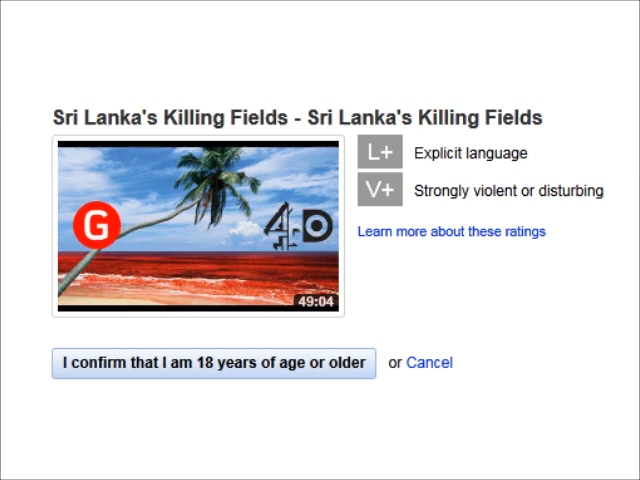 Sri Lanka's Killing Fields - Sri Lanka's Killing Fields
L+ Explicit language
V+ Strongly violent or disturbing
Learn more about these ratings
G
4oD
49:04
I confirm that I am 18 years of age or older or Cancel